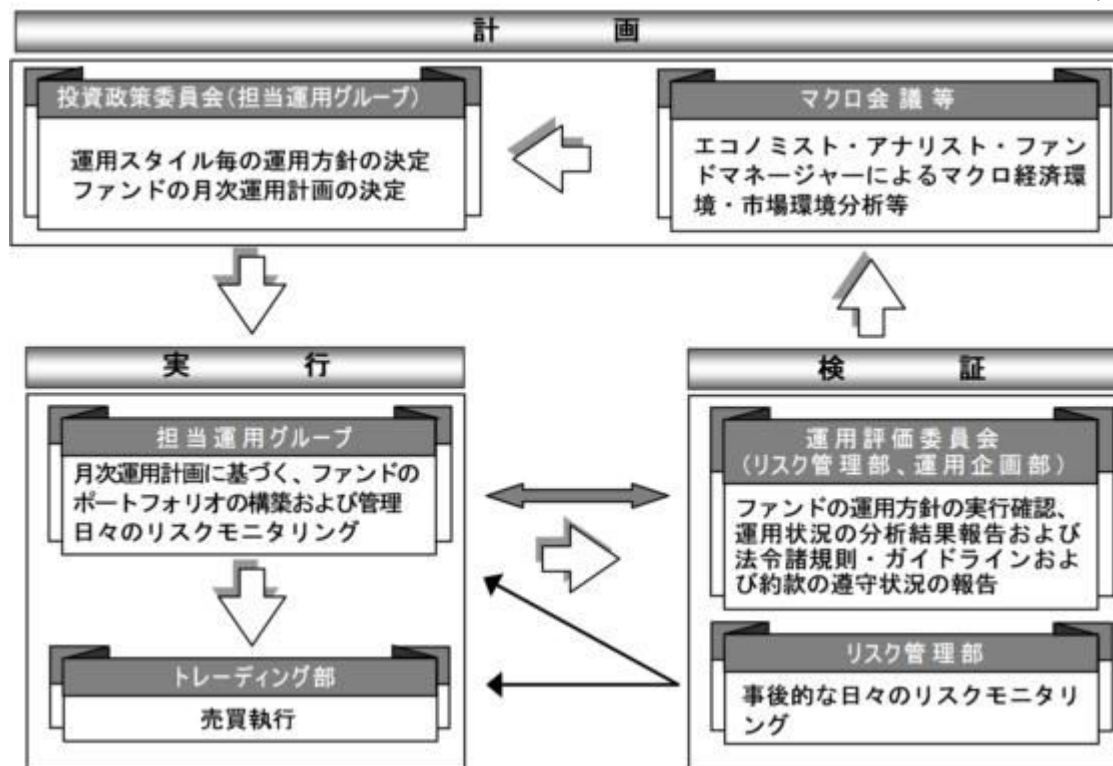 計 画
投資政策委員会(担当運用グループ)
運用スタイル毎の運用方針の決定
ファンドの月次運用計画の決定
マクロ会議等
エコノミスト・アナリスト・ファン
ドマネージャーによるマクロ経済環
境・市場環境分析等
実 行
担当運用グループ
月次運用計画に基づく、ファンドの
ポートフォリオの構築および管理
日々のリスクモニタリング
トレーディング部
売買執行
検 証
運用評価委員会
(リスク管理部、運用企画部)
ファンドの運用方針の実行確認、
運用状況の分析結果報告および
法令諸規則・ガイドラインおよ
び約款の遵守状況の報告
リスク管理部
事後的な日々のリスクモニタリ
ング